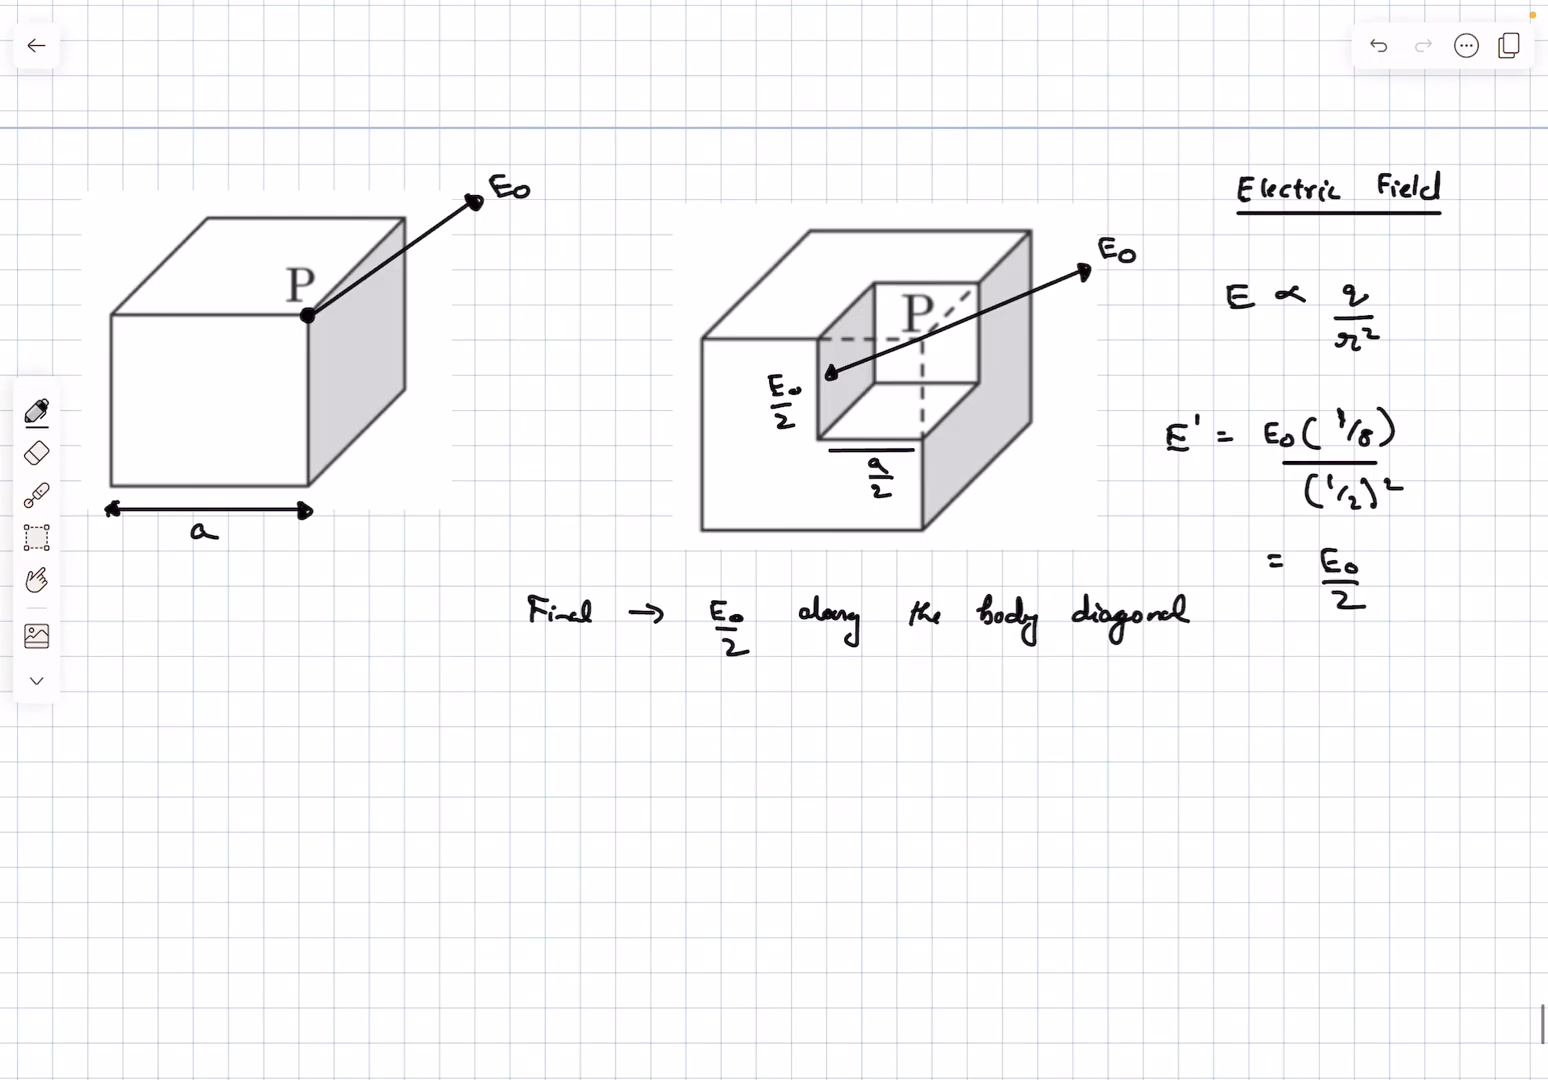 E₀
P
a
P
E₀
E₀/2
a/2
Electric Field
E ∝ q/r²
E' = E₀(1/8)/(1/2)²
= E₀/2
Final → E₀/2 along the body diagonal